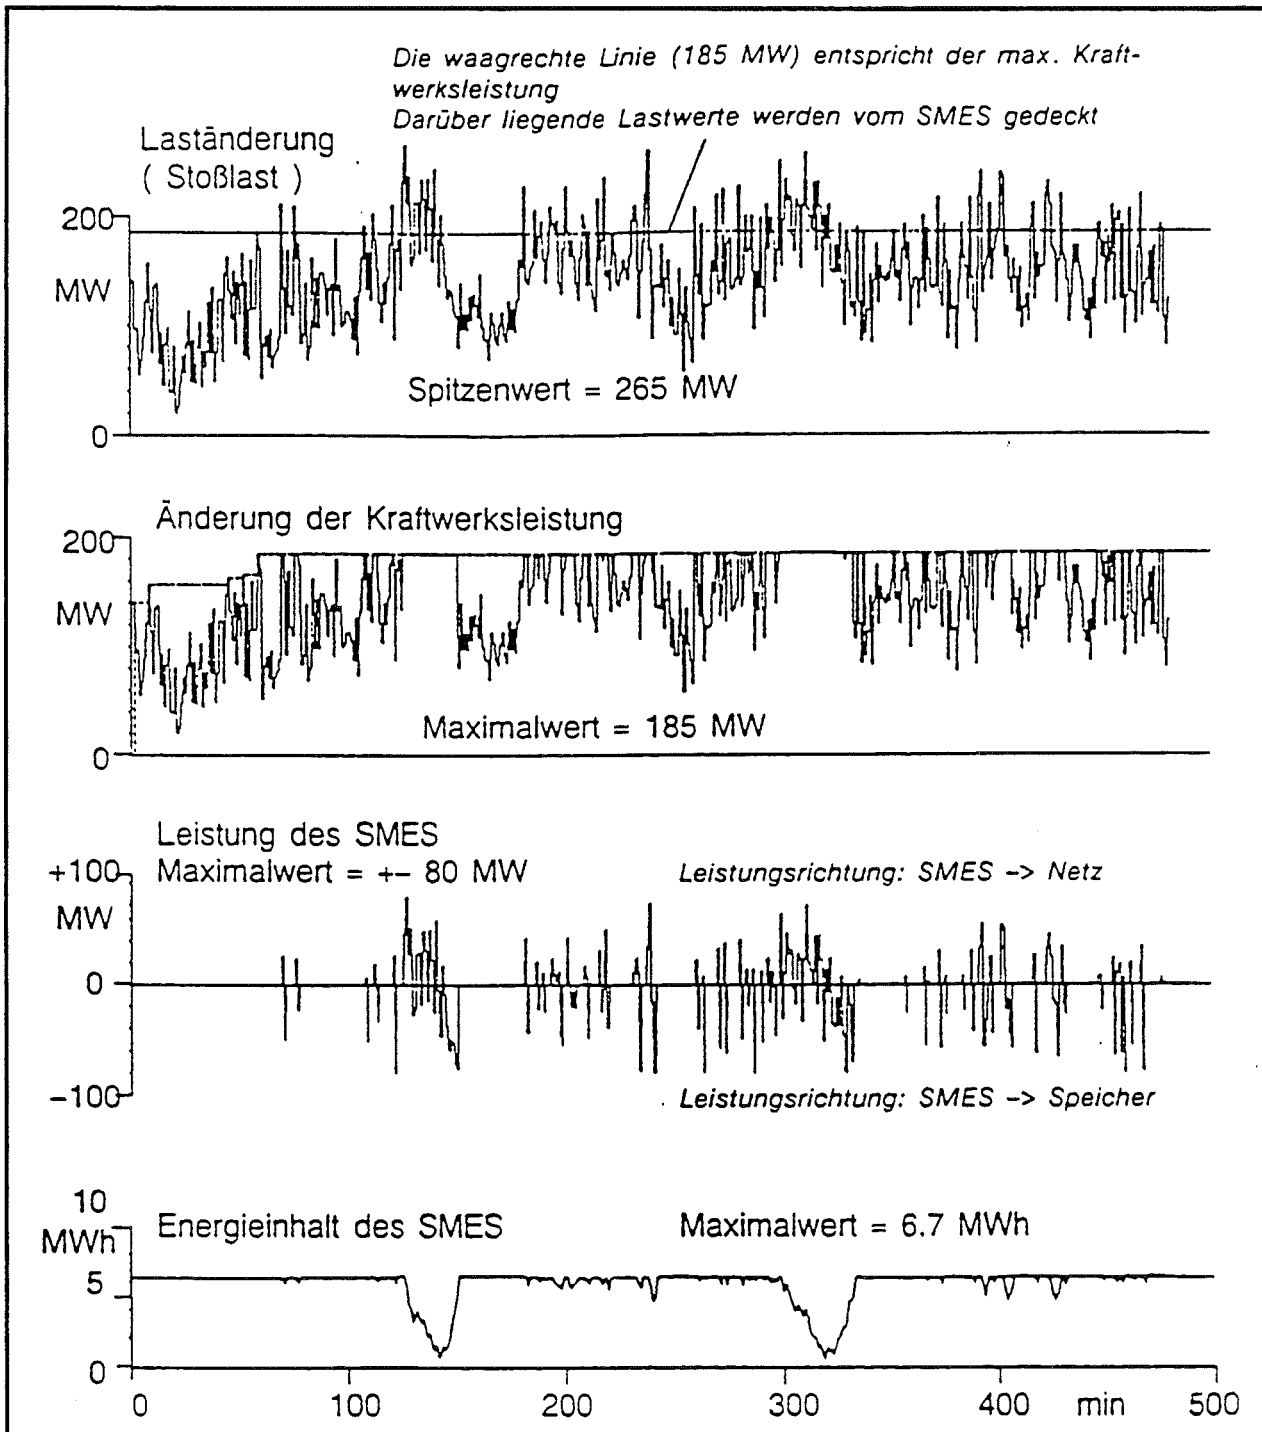 Die waagrechte Linie (185 MW) entspricht der max. Kraft-
werksleistung
Darüber liegende Lastwerte werden vom SMES gedeckt
Laständerung
( Stoßlast )
200
MW
0
Spitzenwert = 265 MW
Änderung der Kraftwerksleistung
200
MW
0
Maximalwert = 185 MW
Leistung des SMES
Maximalwert = +- 80 MW
Leistungsrichtung: SMES -> Netz
+100
MW
0
-100
Leistungsrichtung: SMES -> Speicher
10
MWh
5
0
Energieinhalt des SMES
Maximalwert = 6.7 MWh
0 100 200 300 400 min 500